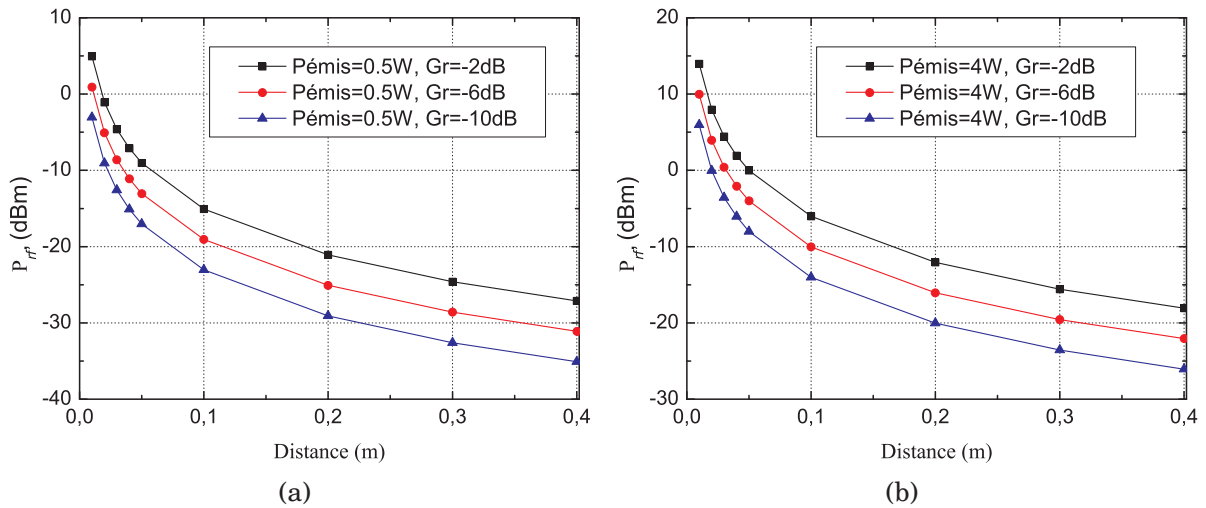 10
0
-10
-20
-30
-40
P_rf, (dBm)
Pémis=0.5W, Gr=-2dB
Pémis=0.5W, Gr=-6dB
Pémis=0.5W, Gr=-10dB
0,0 0,1 0,2 0,3 0,4
Distance (m)
(a)
20
10
0
-10
-20
-30
P_rf, (dBm)
Pémis=4W, Gr=-2dB
Pémis=4W, Gr=-6dB
Pémis=4W, Gr=-10dB
0,0 0,1 0,2 0,3 0,4
Distance (m)
(b)